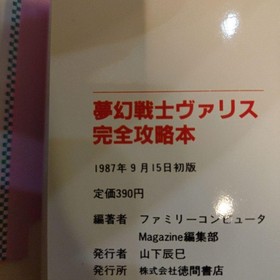 夢幻戦士ヴァリス
完全攻略本
1987年9月15日初版
定価390円
編著者 ファミリーコンピュータ
Magazine編集部
発行者 山下辰巳
発行所 株式会社徳間書店